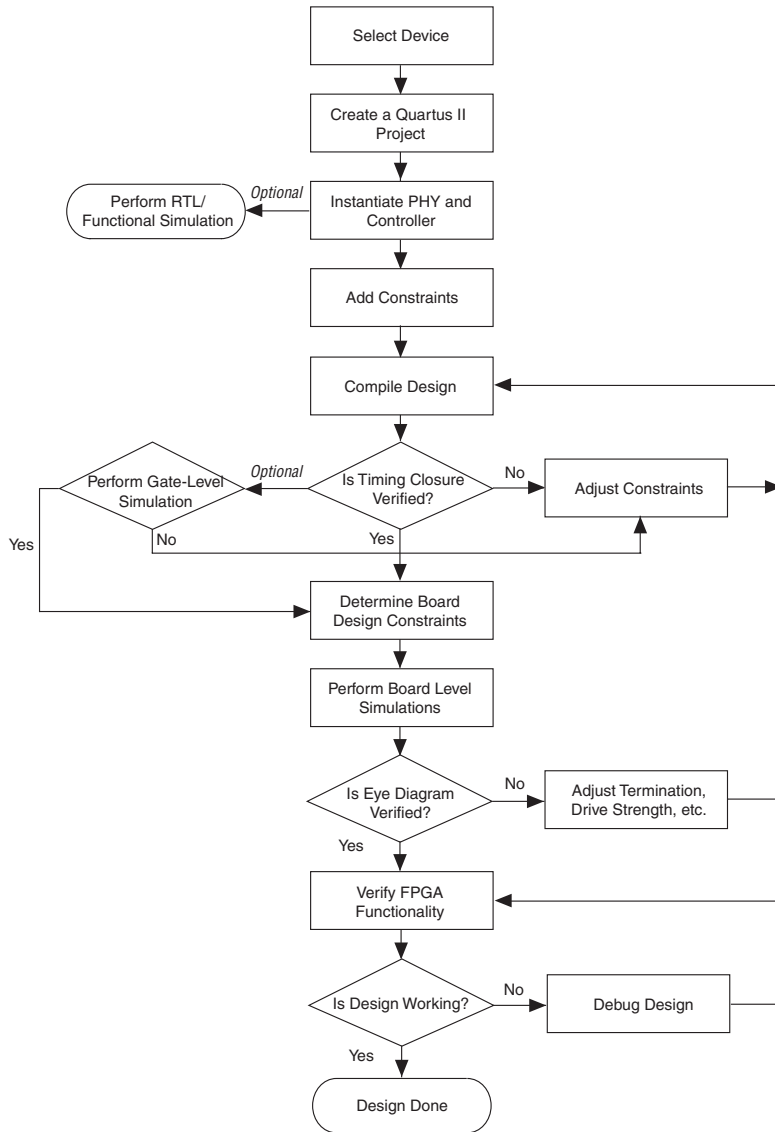 Select Device
Create a Quartus II
Project
Optional
Perform RTL/
Functional Simulation
Instantiate PHY and
Controller
Add Constraints
Compile Design
Perform Gate-Level
Simulation
Optional
Is Timing Closure
Verified?
No
Adjust Constraints
Yes
No
Yes
Determine Board
Design Constraints
Perform Board Level
Simulations
Is Eye Diagram
Verified?
No
Adjust Termination,
Drive Strength, etc.
Yes
Verify FPGA
Functionality
Is Design Working?
No
Debug Design
Yes
Design Done